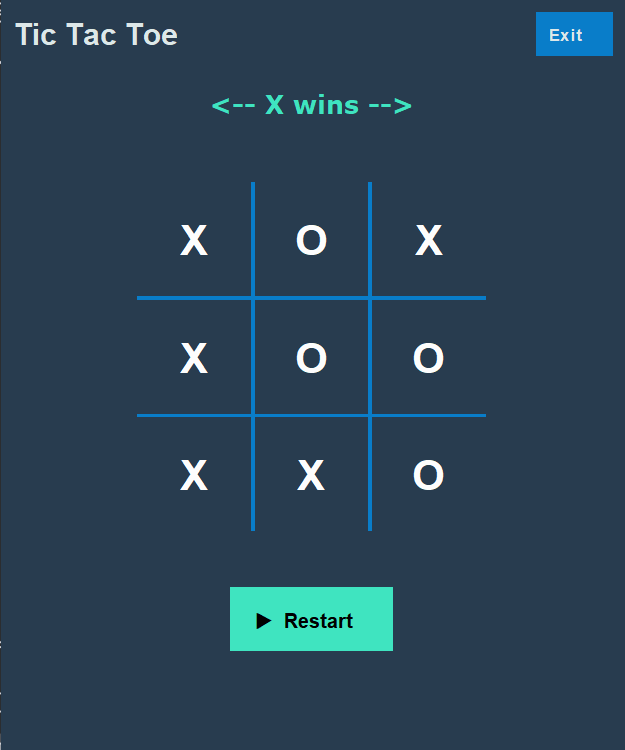 Tic Tac Toe
Exit
<-- X wins -->
X O X
X O O
X X O
Restart